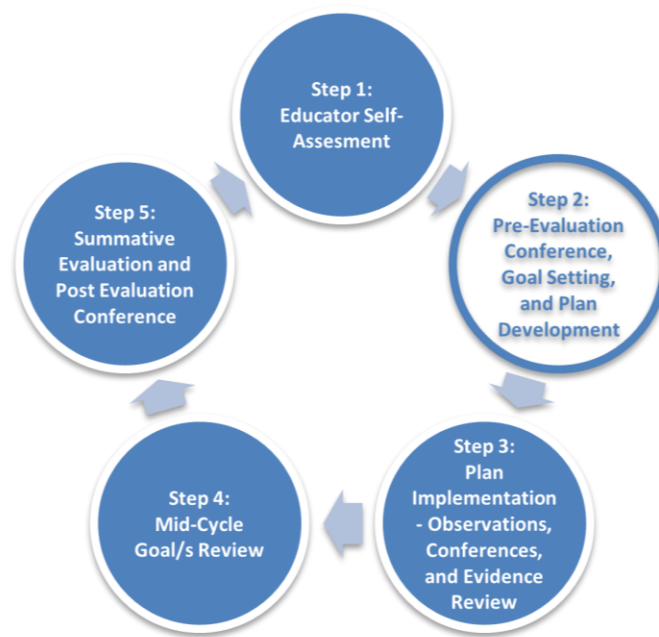 Step 1:
Educator Self-
Assesment
Step 2:
Pre-Evaluation
Conference,
Goal Setting,
and Plan
Development
Step 3:
Plan
Implementation
- Observations,
Conferences,
and Evidence
Review
Step 4:
Mid-Cycle
Goal/s Review
Step 5:
Summative
Evaluation and
Post Evaluation
Conference